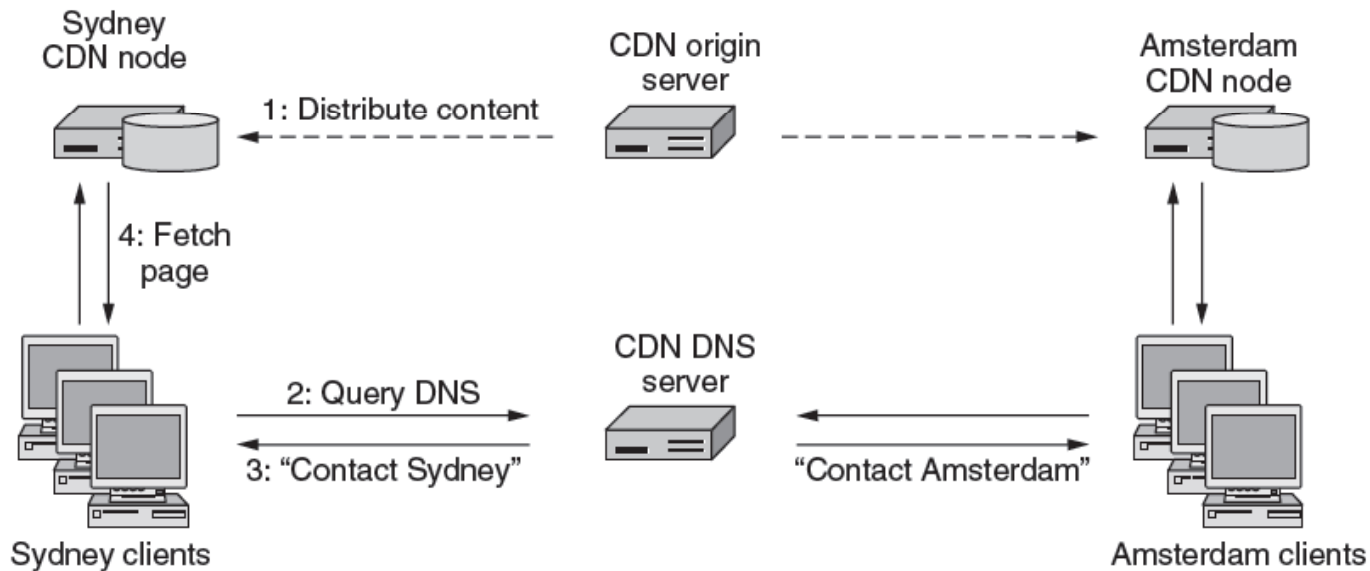 Sydney
CDN node
CDN origin
server
Amsterdam
CDN node
1: Distribute content
4: Fetch
page
CDN DNS
server
2: Query DNS
3: “Contact Sydney”
“Contact Amsterdam”
Sydney clients
Amsterdam clients